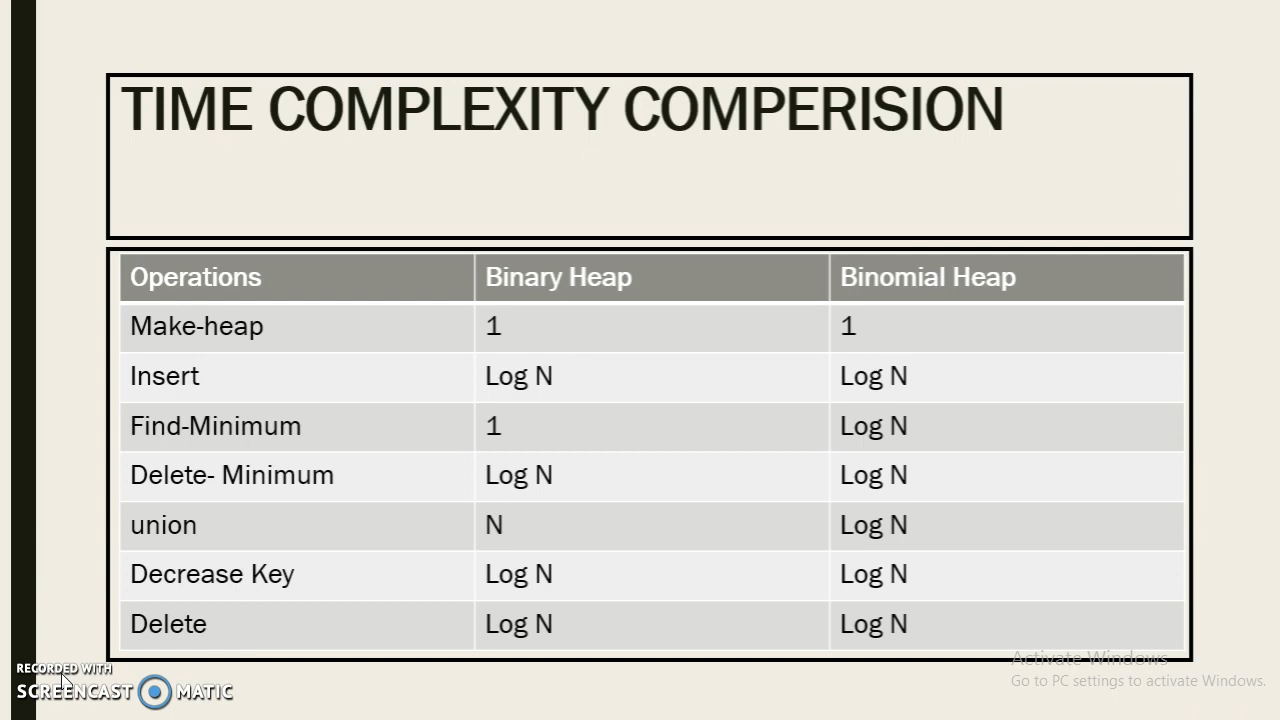 TIME COMPLEXITY COMPERISION
Operations Binary Heap Binomial Heap
Make-heap 1 1
Insert Log N Log N
Find-Minimum 1 Log N
Delete- Minimum Log N Log N
union N Log N
Decrease Key Log N Log N
Delete Log N Log N
Activate Windows
Go to PC settings to activate Windows.
RECORDED WITH
SCREENCAST MATIC